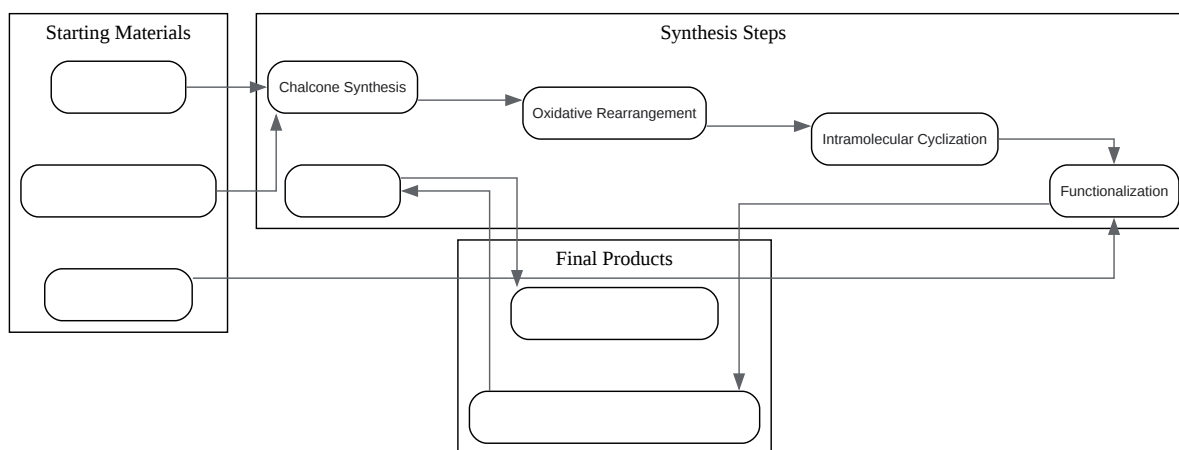 Starting Materials
Synthesis Steps
Chalcone Synthesis
Oxidative Rearrangement
Intramolecular Cyclization
Functionalization
Final Products